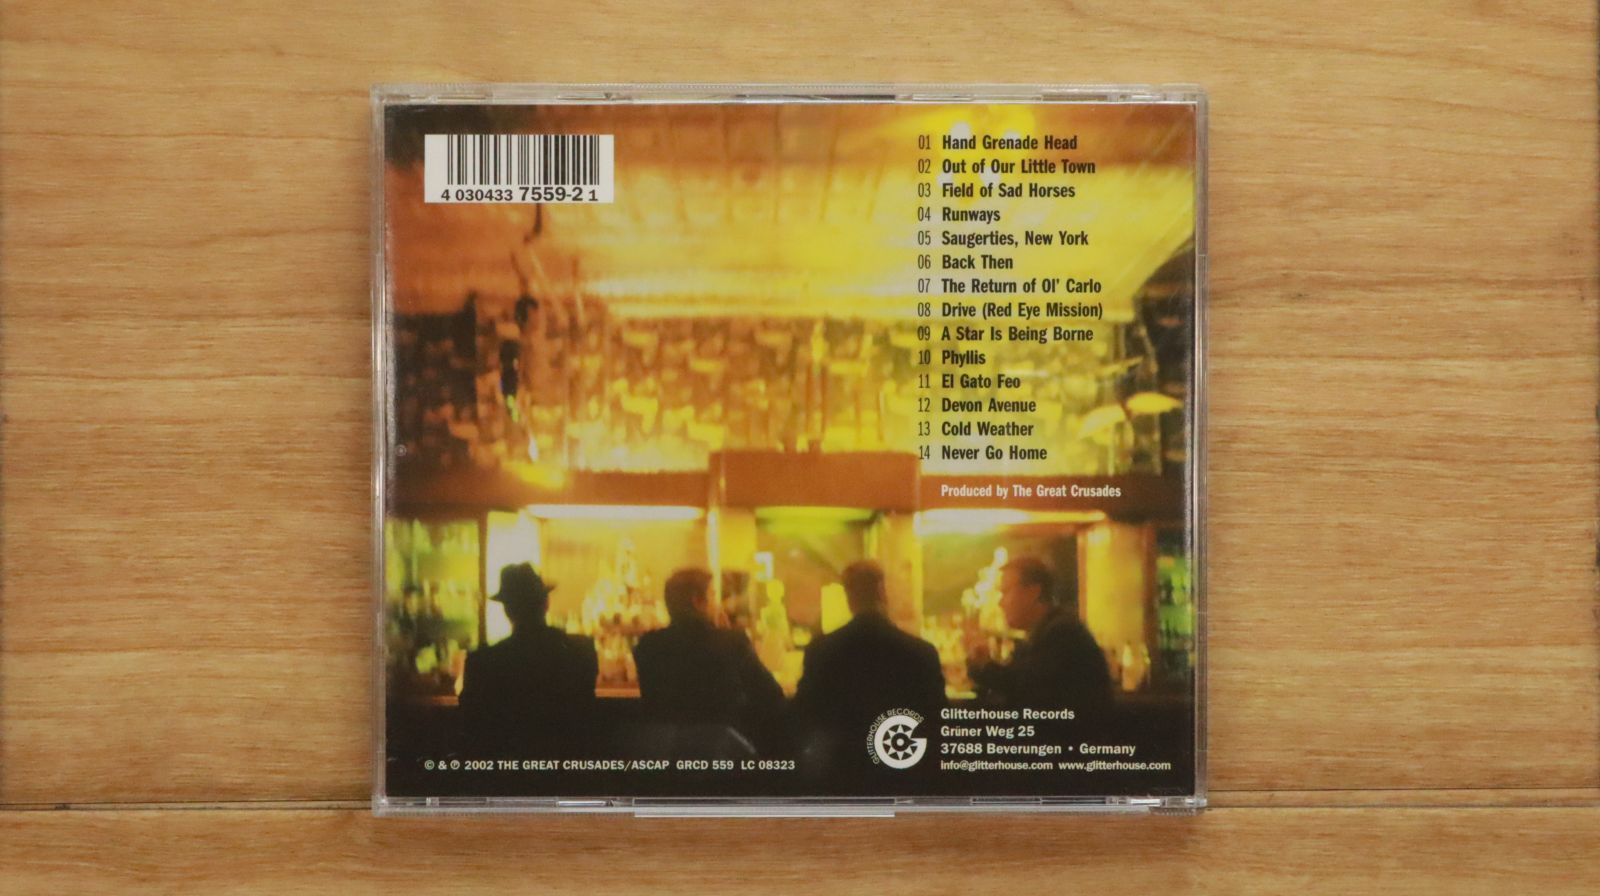 4 030433 7559-2 1
01 Hand Grenade Head
02 Out of Our Little Town
03 Field of Sad Horses
04 Runways
05 Saugerties, New York
06 Back Then
07 The Return of Ol' Carlo
08 Drive (Red Eye Mission)
09 A Star Is Being Borne
10 Phyllis
11 El Gato Feo
12 Devon Avenue
13 Cold Weather
14 Never Go Home
Produced by The Great Crusades
GLITTERHOUSE RECORDS
Glitterhouse Records
Grüner Weg 25
37688 Beverungen • Germany
info@glitterhouse.com www.glitterhouse.com
© & ℗ 2002 THE GREAT CRUSADES/ASCAP GRCD 559 LC 08323